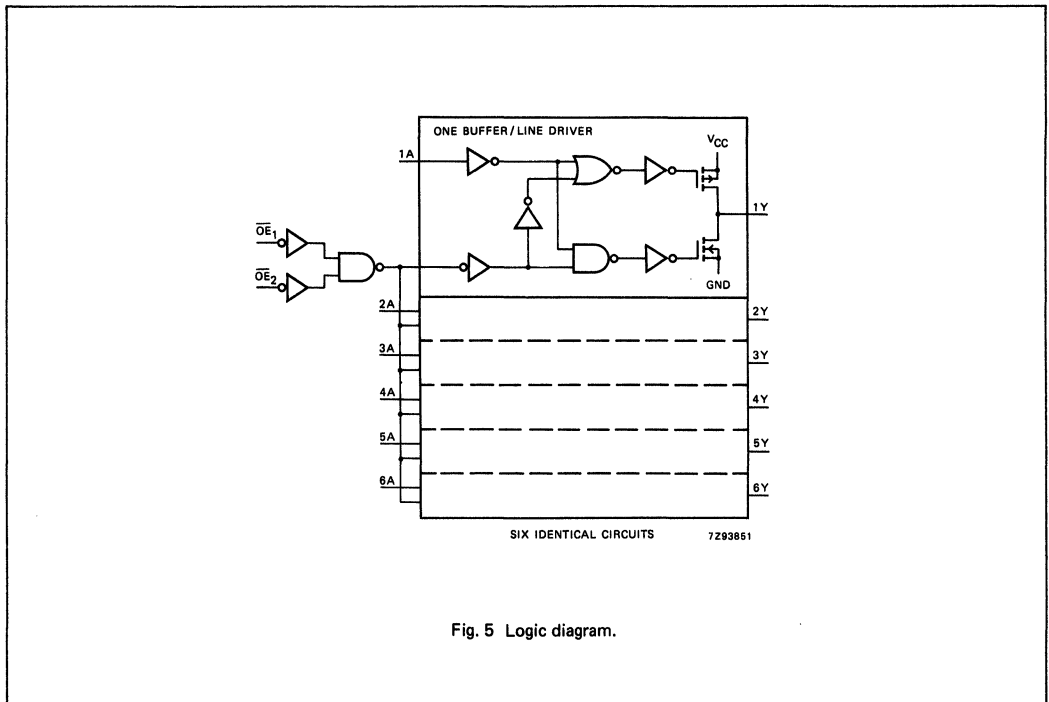 ONE BUFFER/LINE DRIVER
VCC
1A
1Y
OE1
OE2
GND
2A
2Y
3A
3Y
4A
4Y
5A
5Y
6A
6Y
SIX IDENTICAL CIRCUITS
7Z93851
Fig. 5 Logic diagram.